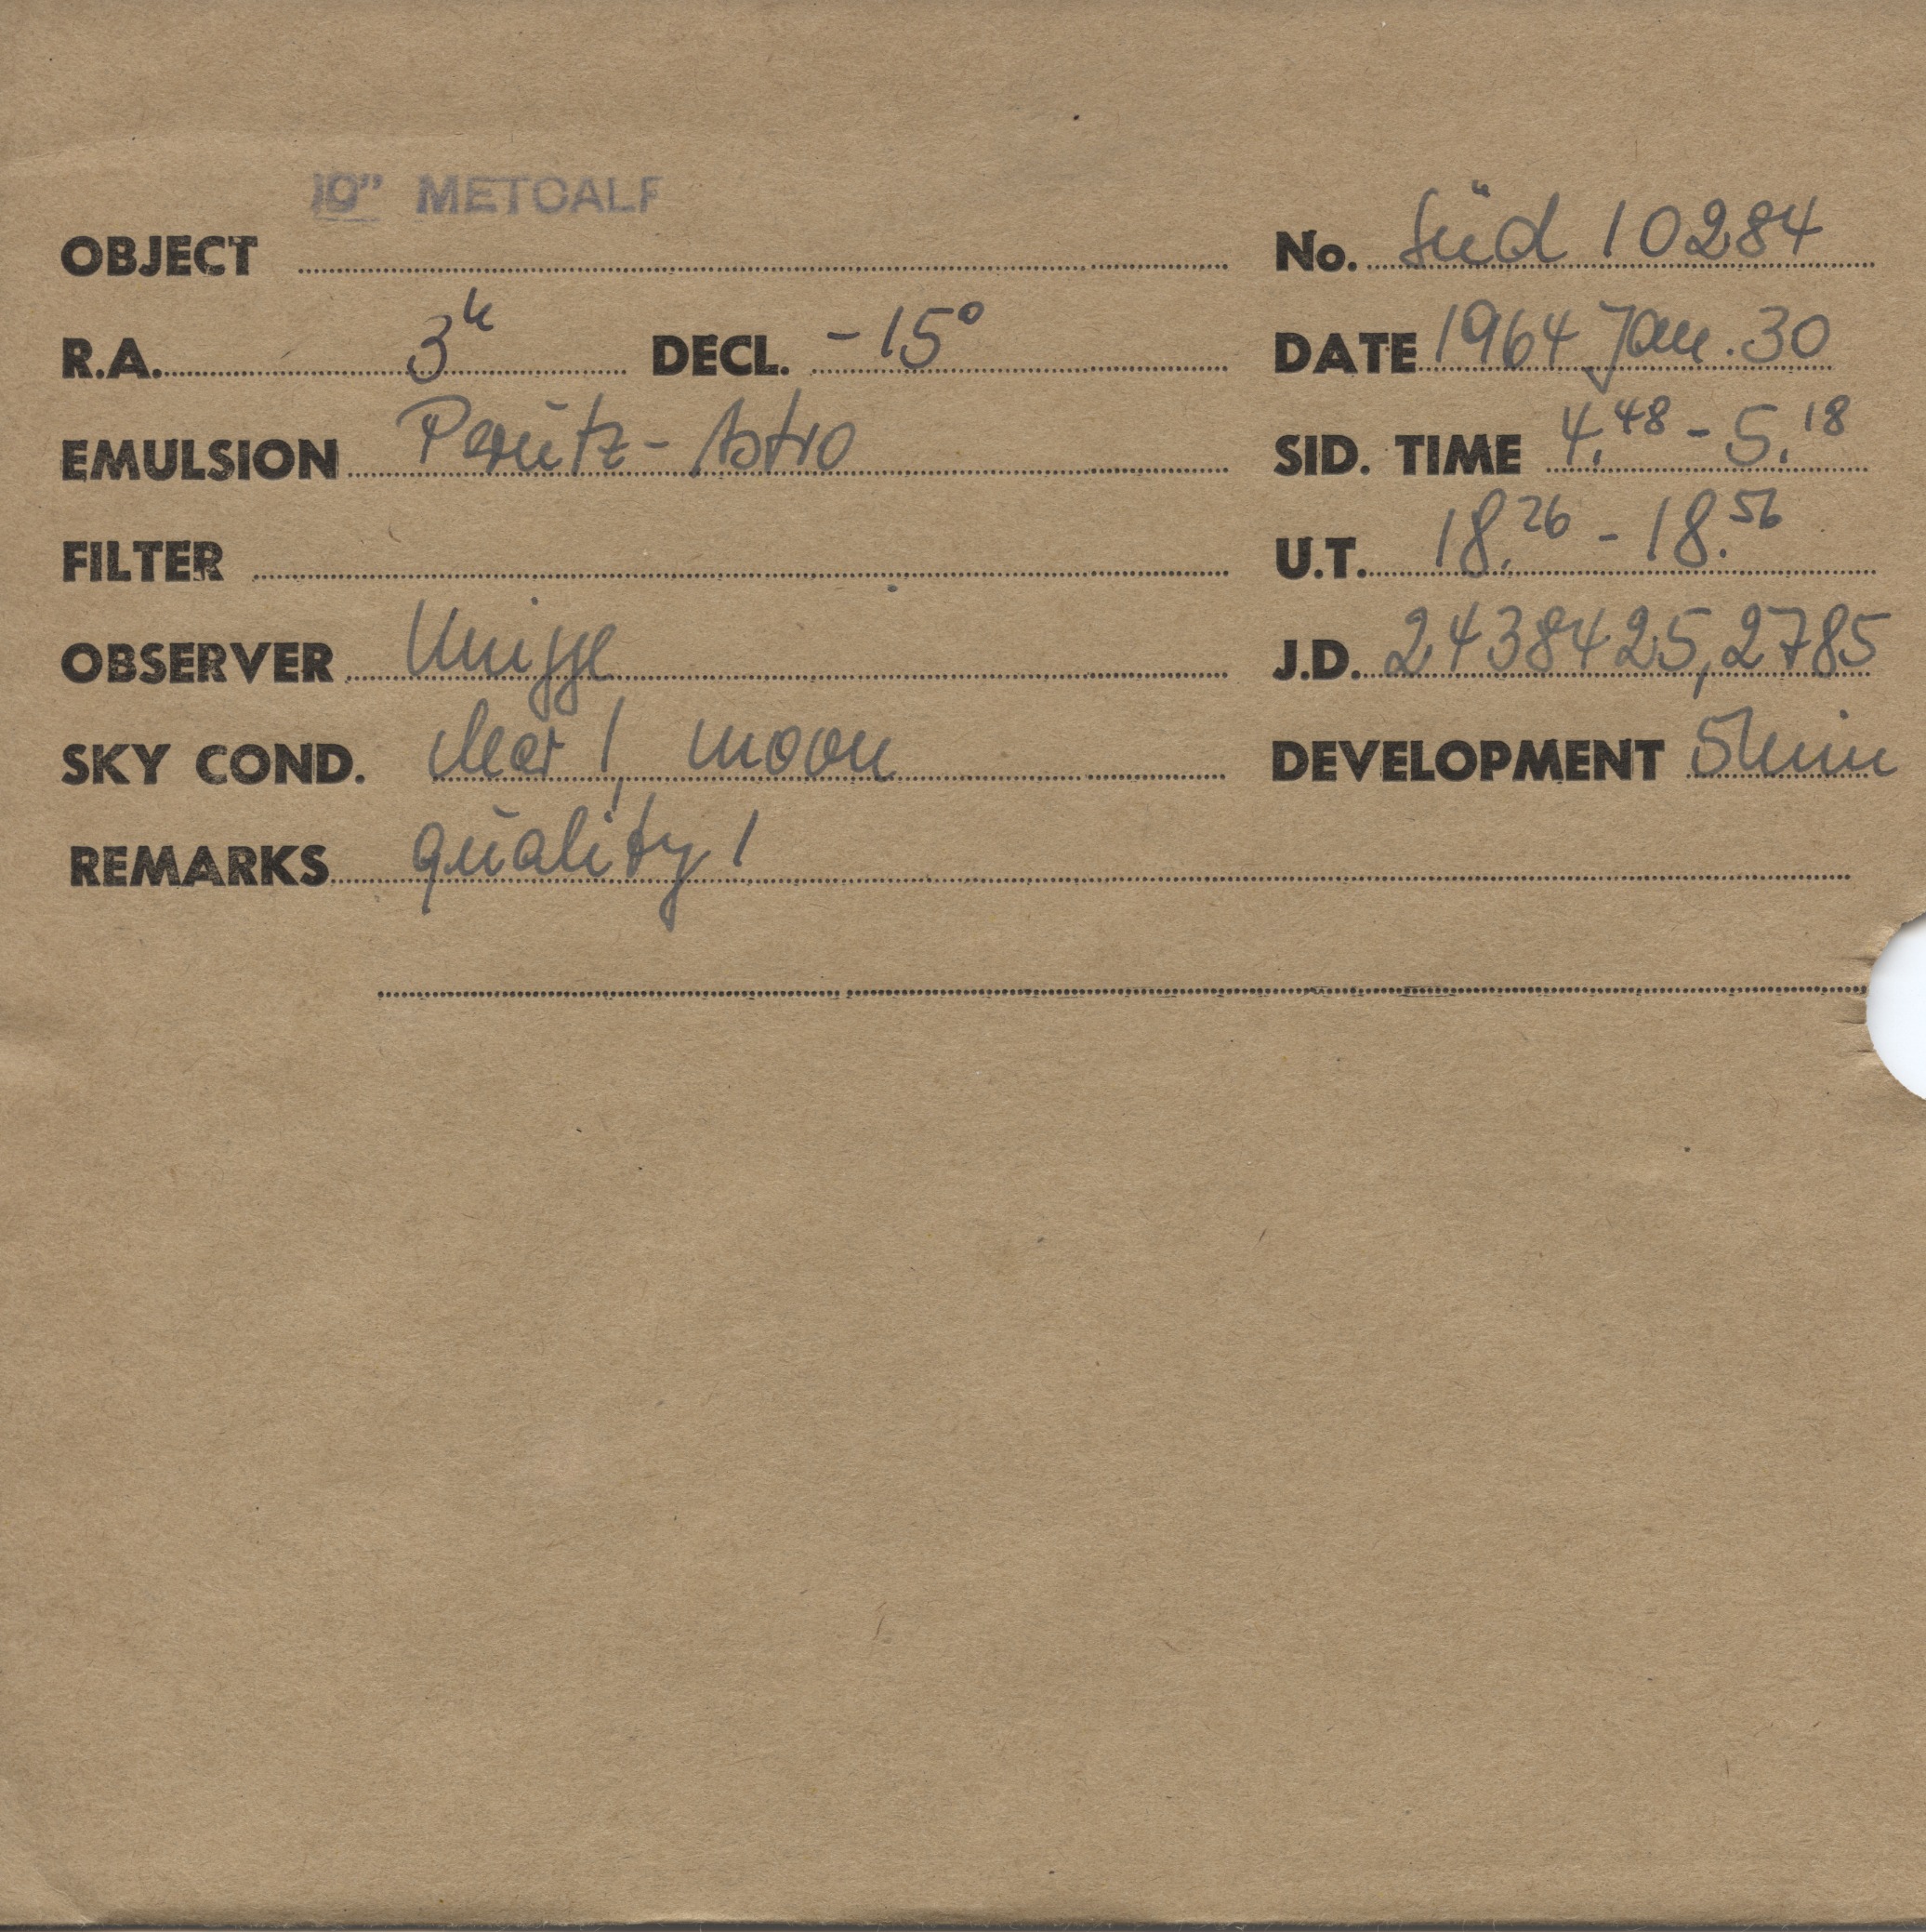 10" METCALF
OBJECT No. Süd 10284
R.A. 3h DECL. -15° DATE 1964 Jan. 30
EMULSION Perutz-Astro SID. TIME 4.48 - 5.18
FILTER U.T. 18.26 - 18.56
OBSERVER J.D. 2438425,2785
SKY COND. clear!, moon DEVELOPMENT 5 min
REMARKS quality!